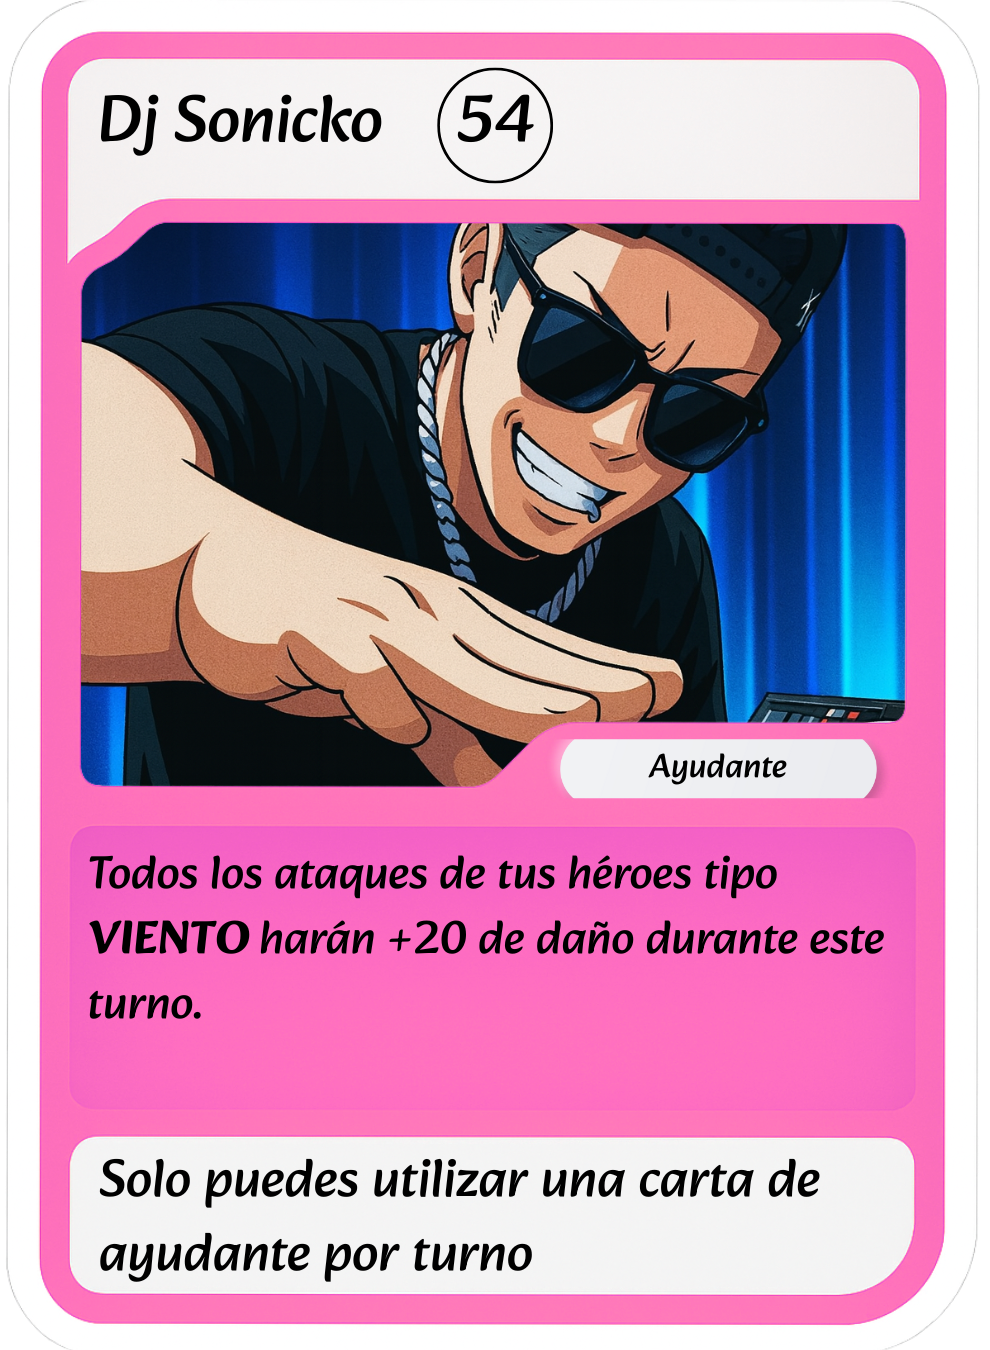 Dj Sonicko 54
Ayudante
Todos los ataques de tus héroes tipo
VIENTO harán +20 de daño durante este
turno.
Solo puedes utilizar una carta de
ayudante por turno